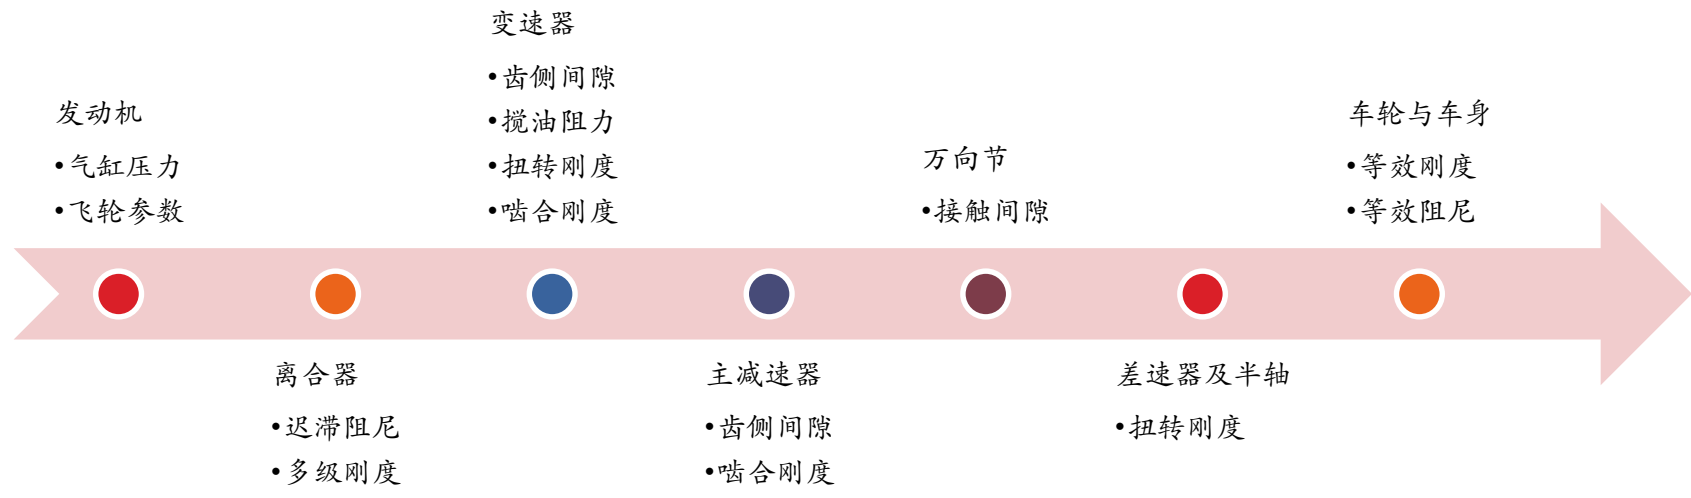 发动机
•气缸压力
•飞轮参数
离合器
•迟滞阻尼
•多级刚度
变速器
•齿侧间隙
•搅油阻力
•扭转刚度
•啮合刚度
主减速器
•齿侧间隙
•啮合刚度
万向节
•接触间隙
差速器及半轴
•扭转刚度
车轮与车身
•等效刚度
•等效阻尼